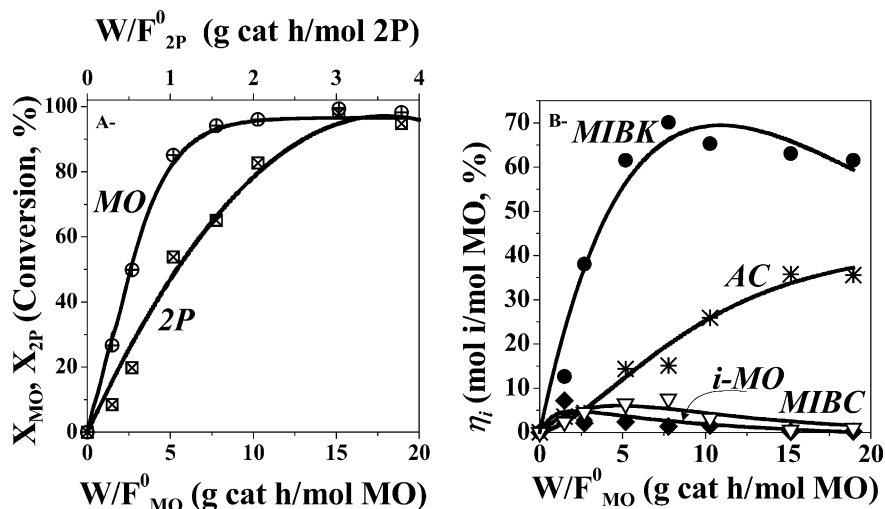 W/F⁰2P (g cat h/mol 2P)
0 1 2 3 4
XMO, X2P (Conversion, %)
100
80
60
40
20
0
A-
MO
2P
0 5 10 15 20
W/F⁰MO (g cat h/mol MO)
ηi (mol i/mol MO, %)
70
60
50
40
30
20
10
0
B-
MIBK
AC
i-MO
MIBC
0 5 10 15 20
W/F⁰MO (g cat h/mol MO)